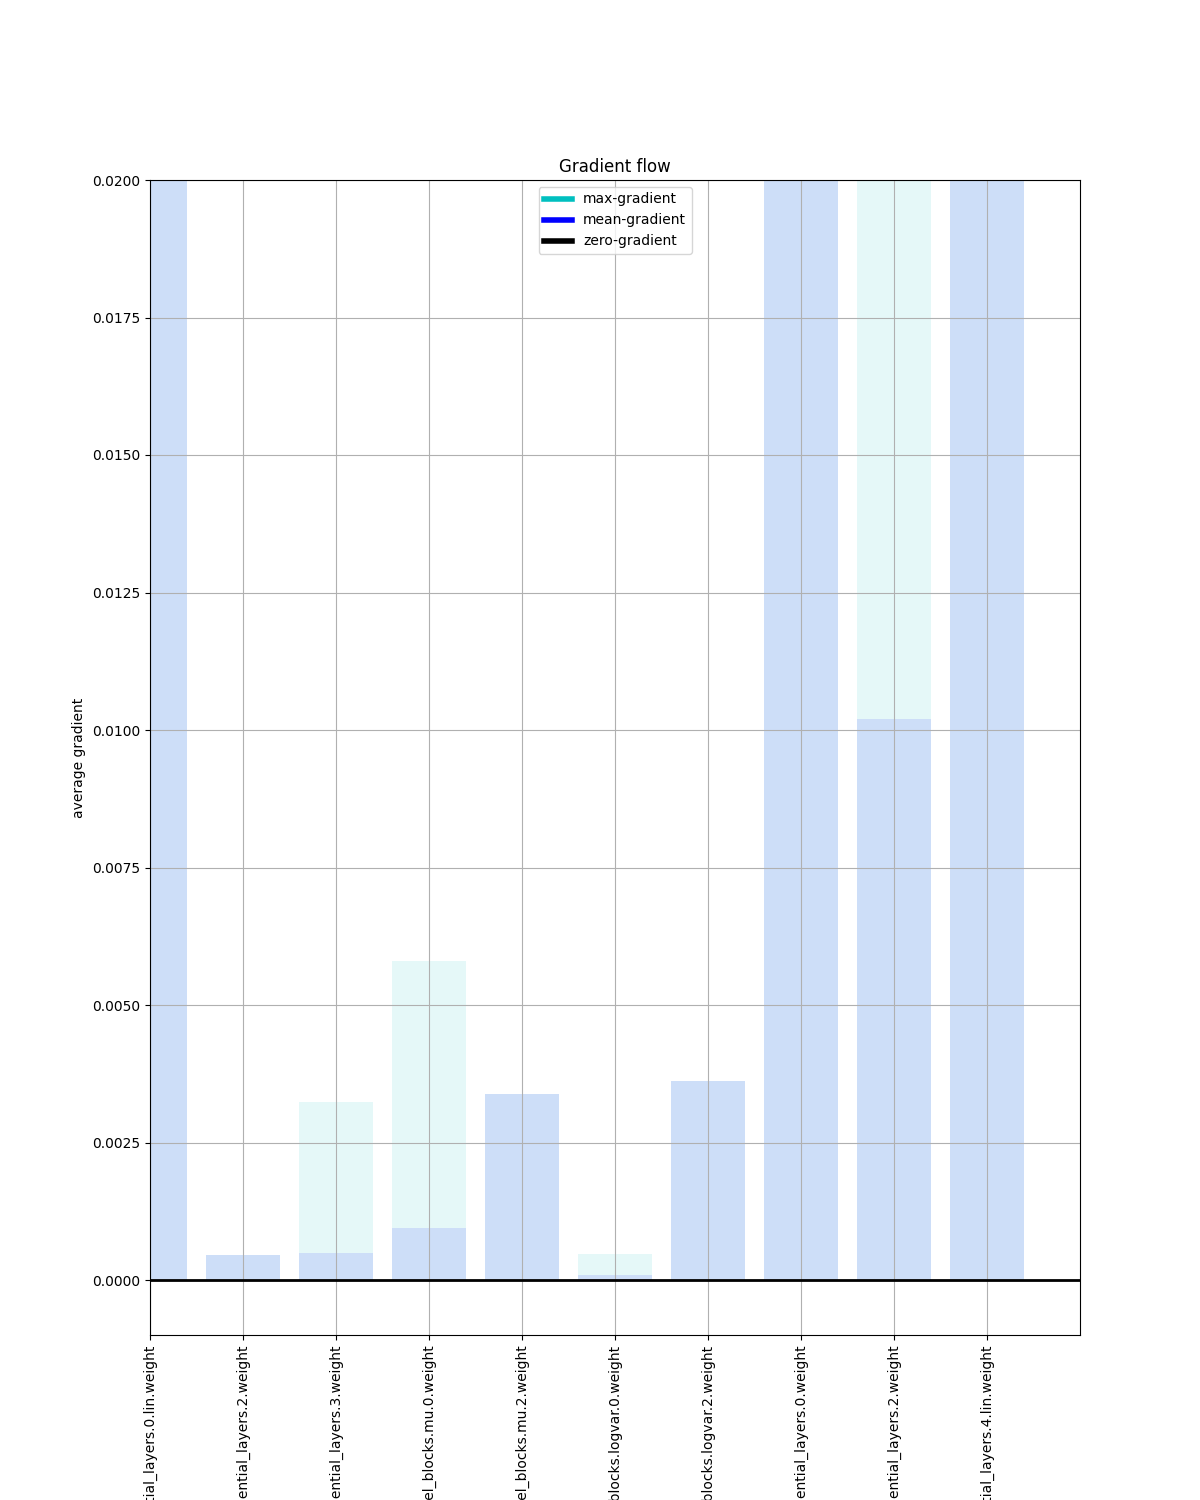 Gradient flow
max-gradient
mean-gradient
zero-gradient
0.0200
0.0175
0.0150
0.0125
0.0100
0.0075
0.0050
0.0025
0.0000
average gradient
tial_layers.0.lin.weight
ential_layers.2.weight
ential_layers.3.weight
el_blocks.mu.0.weight
el_blocks.mu.2.weight
blocks.logvar.0.weight
blocks.logvar.2.weight
ential_layers.0.weight
ential_layers.2.weight
tial_layers.4.lin.weight